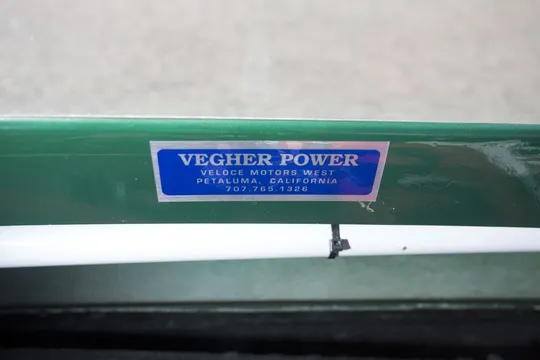 VEGHER POWER
VELOCE MOTORS WEST
PETALUMA, CALIFORNIA
707.765.1326